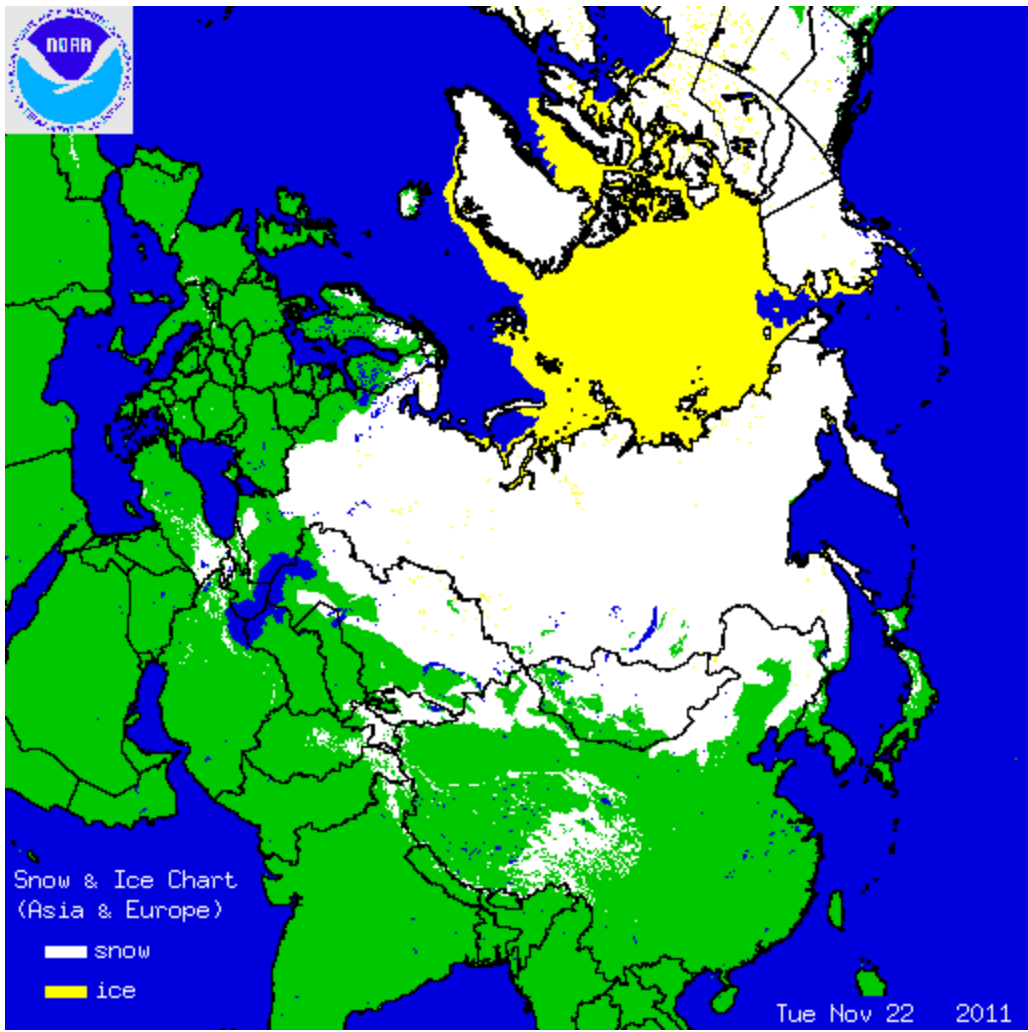 NOAA
Snow & Ice Chart
(Asia & Europe)
snow
ice
Tue Nov 22 2011